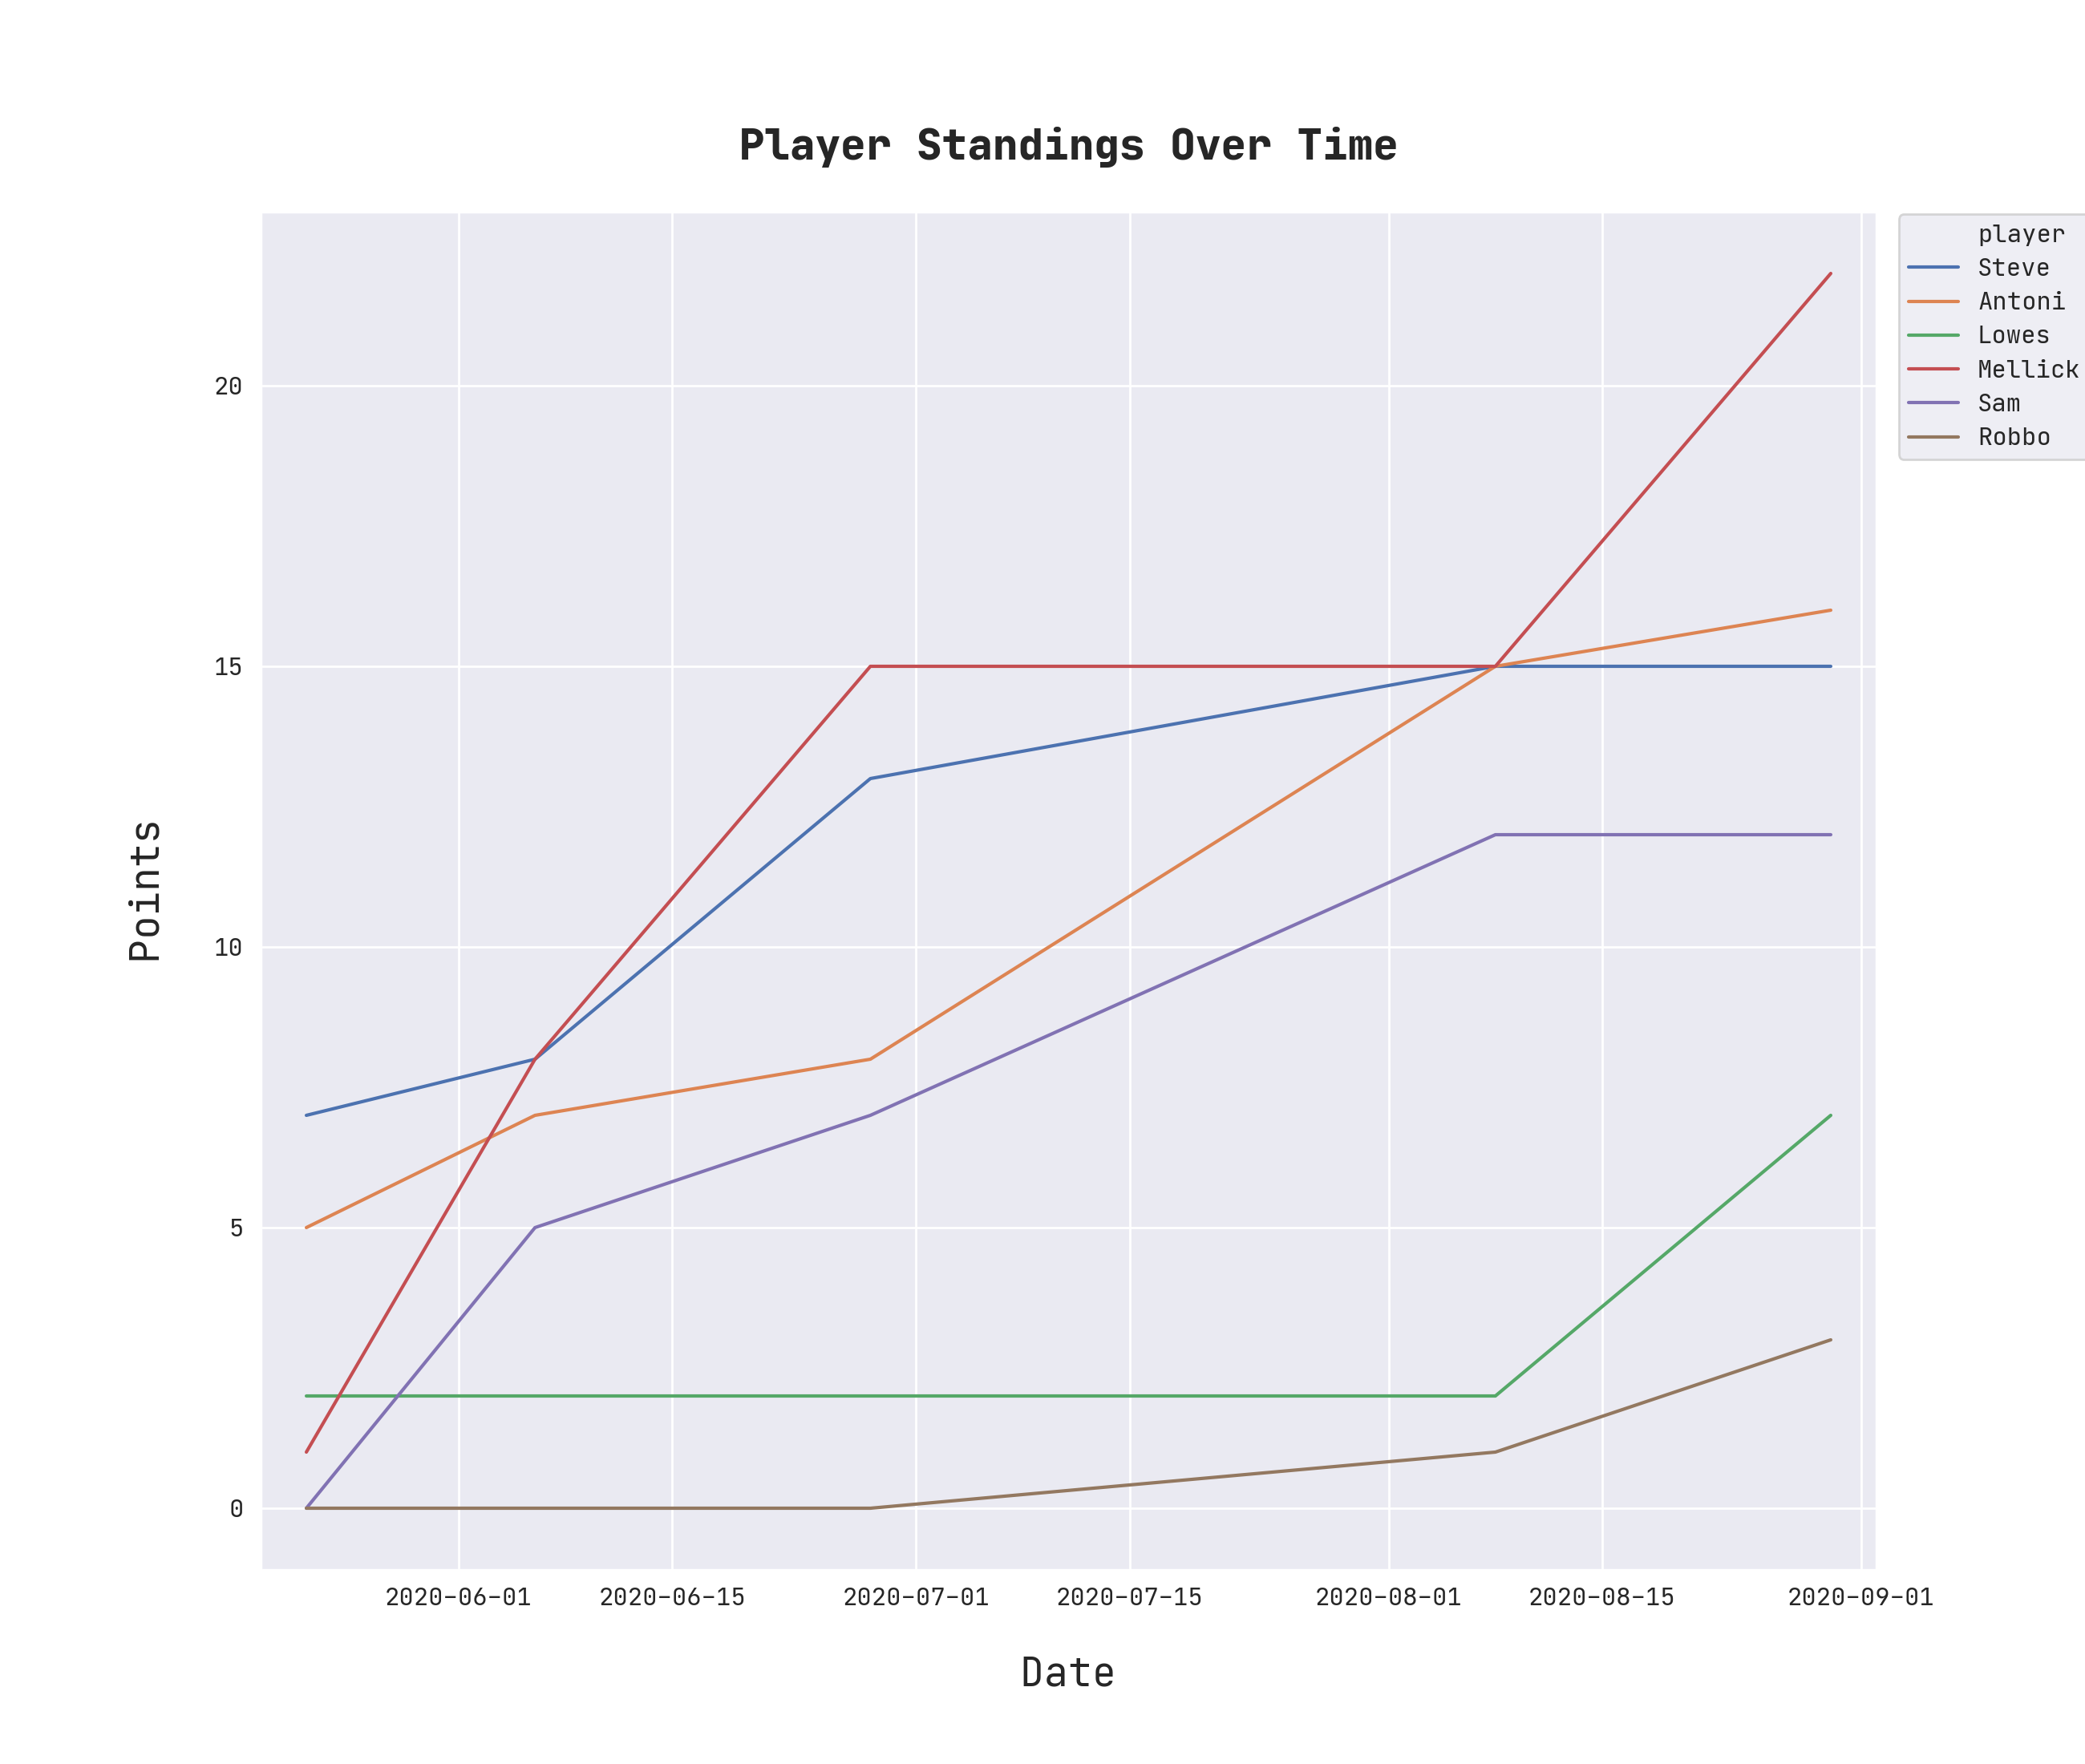 Player Standings Over Time
player
Steve
Antoni
Lowes
Mellick
Sam
Robbo
Points
20
15
10
5
0
2020-06-01 2020-06-15 2020-07-01 2020-07-15 2020-08-01 2020-08-15 2020-09-01
Date